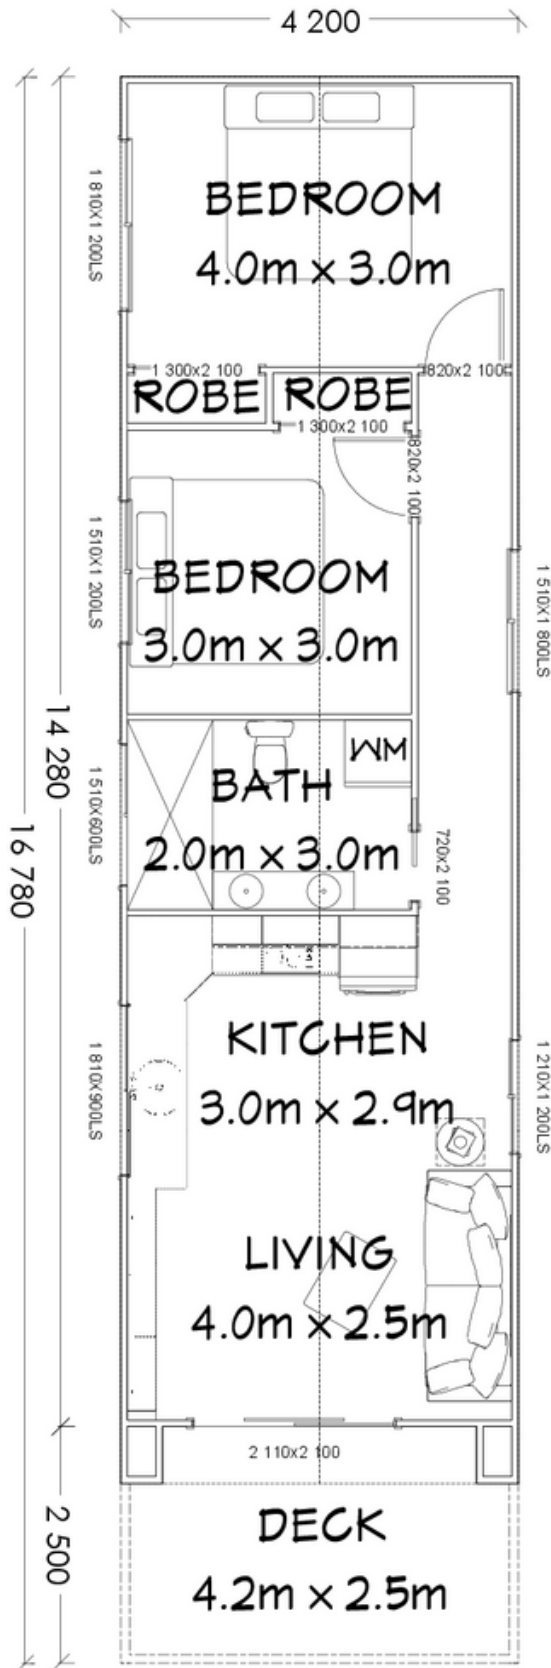 4 200
1 810X1 200LS
BEDROOM
4.0m x 3.0m
1 300x2 100
820x2 100
ROBE
ROBE
1 300x2 100
820x2 100
1 510X1 200LS
BEDROOM
3.0m x 3.0m
1 510X1 800LS
14 280
16 780
1 510X600LS
WM
BATH
2.0m x 3.0m
720x2 100
1 810X900LS
KITCHEN
3.0m x 2.9m
1 210X1 200LS
LIVING
4.0m x 2.5m
2 110x2 100
2 500
DECK
4.2m x 2.5m